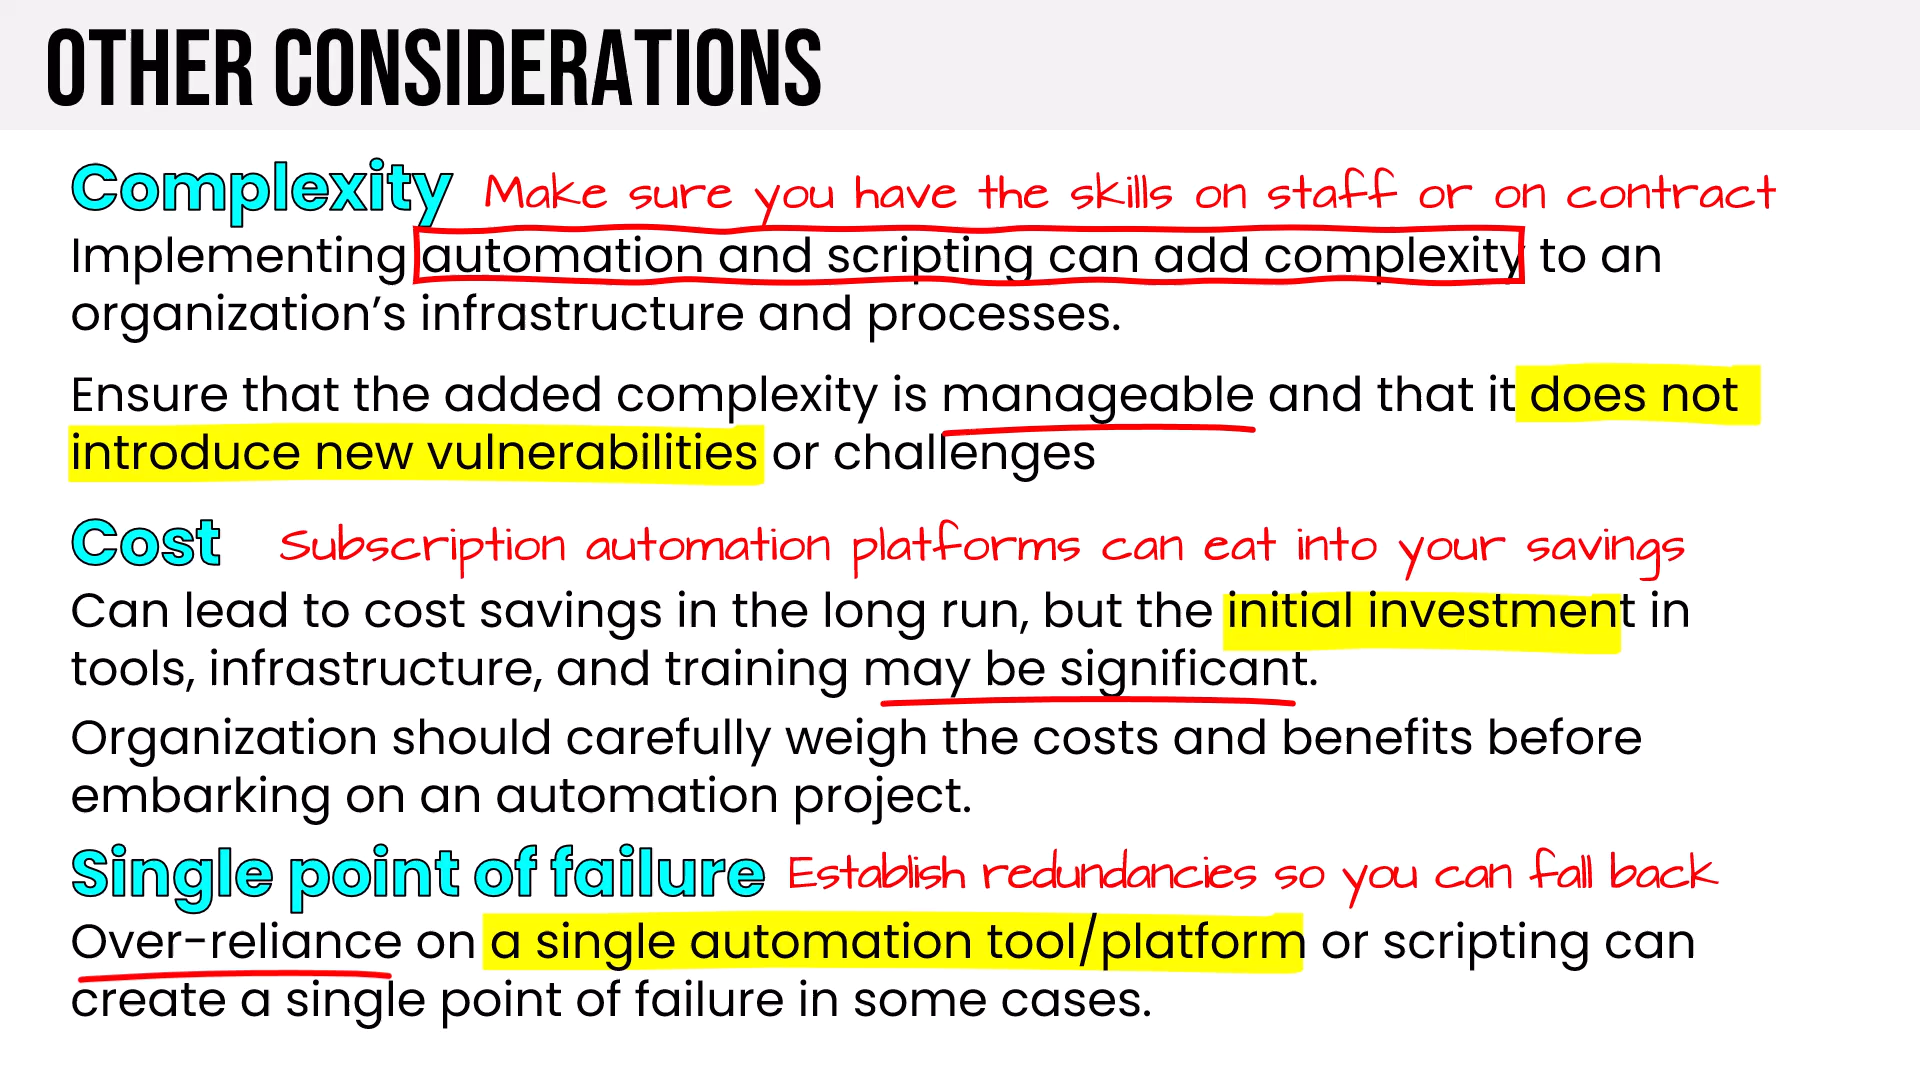 OTHER CONSIDERATIONS
Complexity Make sure you have the skills on staff or on contract
Implementing automation and scripting can add complexity to an
organization’s infrastructure and processes.
Ensure that the added complexity is manageable and that it does not
introduce new vulnerabilities or challenges
Cost Subscription automation platforms can eat into your savings
Can lead to cost savings in the long run, but the initial investment in
tools, infrastructure, and training may be significant.
Organization should carefully weigh the costs and benefits before
embarking on an automation project.
Single point of failure Establish redundancies so you can fall back
Over-reliance on a single automation tool/platform or scripting can
create a single point of failure in some cases.